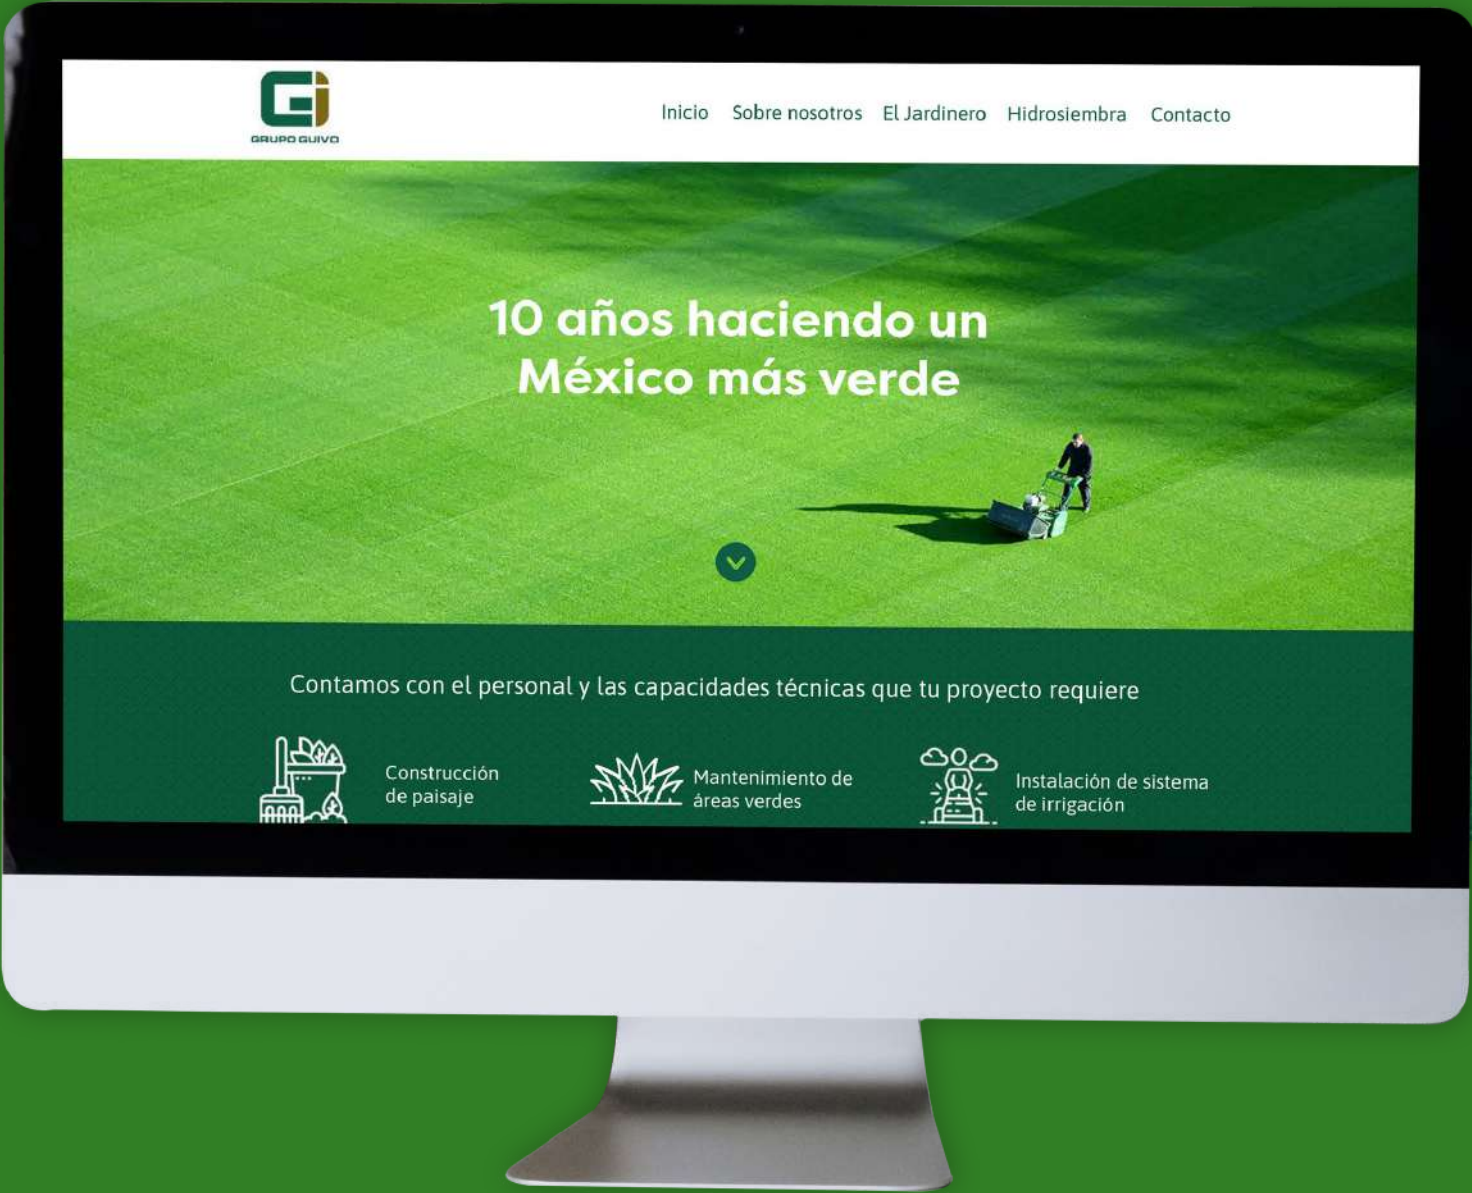 GRUPO GUIVO
Inicio Sobre nosotros El Jardinero Hidrosiembra Contacto
10 años haciendo un
México más verde
Contamos con el personal y las capacidades técnicas que tu proyecto requiere
Construcción
de paisaje
Mantenimiento de
áreas verdes
Instalación de sistema
de irrigación